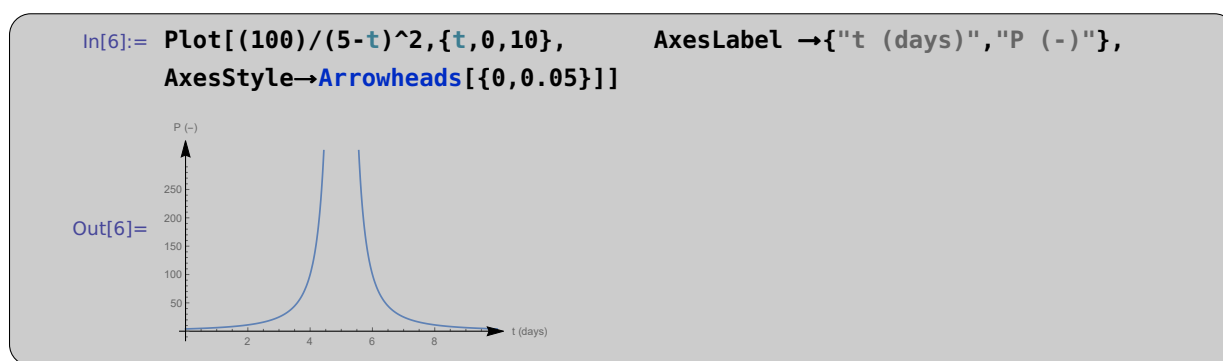 In[6]:= Plot[(100)/(5-t)^2,{t,0,10}, AxesLabel →{"t (days)","P (-)"},
AxesStyle→Arrowheads[{0,0.05}]]
P (–)
250
200
Out[6]=
150
100
50
t (days)
2 4 6 8